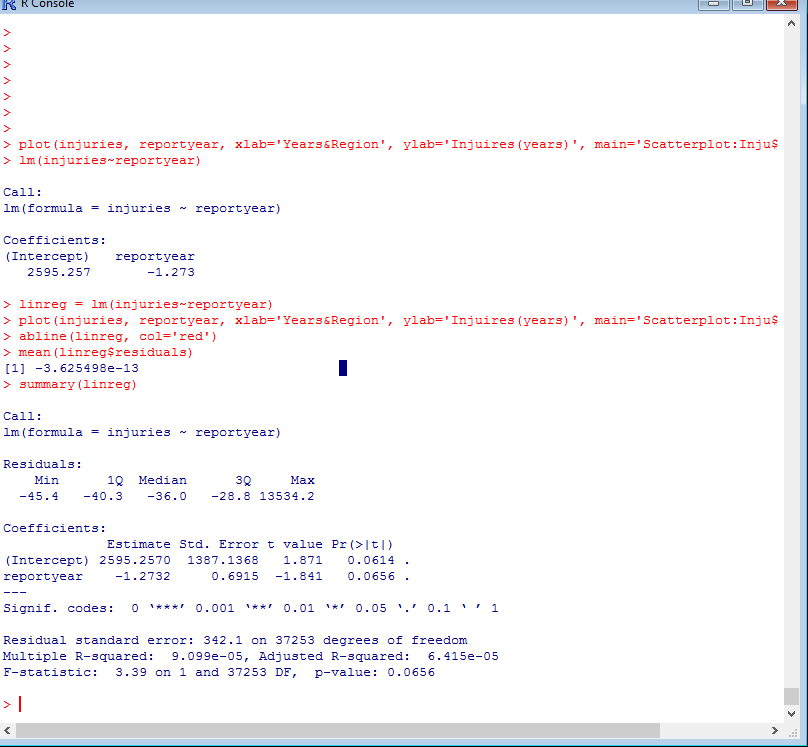 R Console
>
>
>
>
>
>
>
> plot(injuries, reportyear, xlab='Years&Region', ylab='Injuires(years)', main='Scatterplot:Inju$
> lm(injuries~reportyear)
Call:
lm(formula = injuries ~ reportyear)
Coefficients:
(Intercept)   reportyear
   2595.257       -1.273
> linreg = lm(injuries~reportyear)
> plot(injuries, reportyear, xlab='Years&Region', ylab='Injuires(years)', main='Scatterplot:Inju$
> abline(linreg, col='red')
> mean(linreg$residuals)
[1] -3.625498e-13
> summary(linreg)
Call:
lm(formula = injuries ~ reportyear)
Residuals:
    Min      1Q  Median      3Q     Max
  -45.4   -40.3   -36.0   -28.8 13534.2
Coefficients:
             Estimate Std. Error t value Pr(>|t|)
(Intercept) 2595.2570  1387.1368   1.871   0.0614 .
reportyear    -1.2732     0.6915  -1.841   0.0656 .
---
Signif. codes:  0 ‘***’ 0.001 ‘**’ 0.01 ‘*’ 0.05 ‘.’ 0.1 ‘ ’ 1
Residual standard error: 342.1 on 37253 degrees of freedom
Multiple R-squared:  9.099e-05, Adjusted R-squared:  6.415e-05
F-statistic:  3.39 on 1 and 37253 DF,  p-value: 0.0656
>